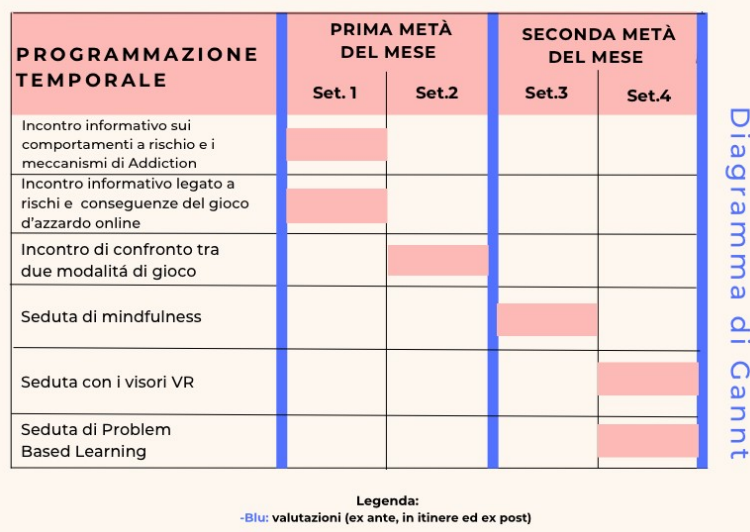 PROGRAMMAZIONE
TEMPORALE
PRIMA METÀ
DEL MESE
SECONDA METÀ
DEL MESE
Set. 1
Set.2
Set.3
Set.4
Incontro informativo sui
comportamenti a rischio e i
meccanismi di Addiction
Incontro informativo legato a
rischi e conseguenze del gioco
d'azzardo online
Incontro di confronto tra
due modalitá di gioco
Seduta di mindfulness
Seduta con i visori VR
Seduta di Problem
Based Learning
Diagramma di Gannt
Legenda:
-Blu: valutazioni (ex ante, in itinere ed ex post)